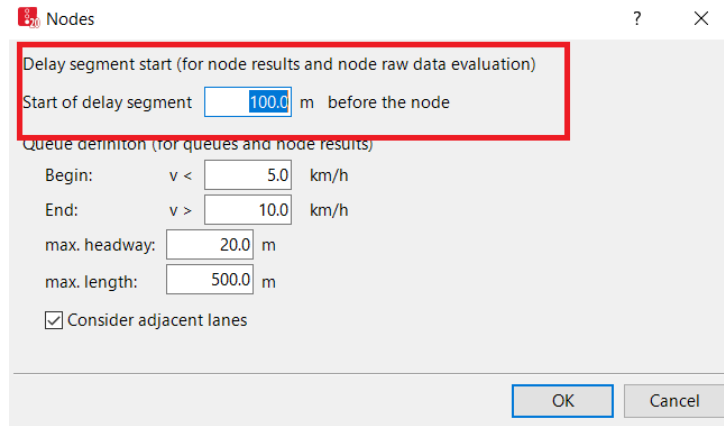 Nodes ? ×
Delay segment start (for node results and node raw data evaluation)
Start of delay segment 100.0 m before the node
Queue definiton (for queues and node results)
Begin: v < 5.0 km/h
End: v > 10.0 km/h
max. headway: 20.0 m
max. length: 500.0 m
Consider adjacent lanes
OK Cancel